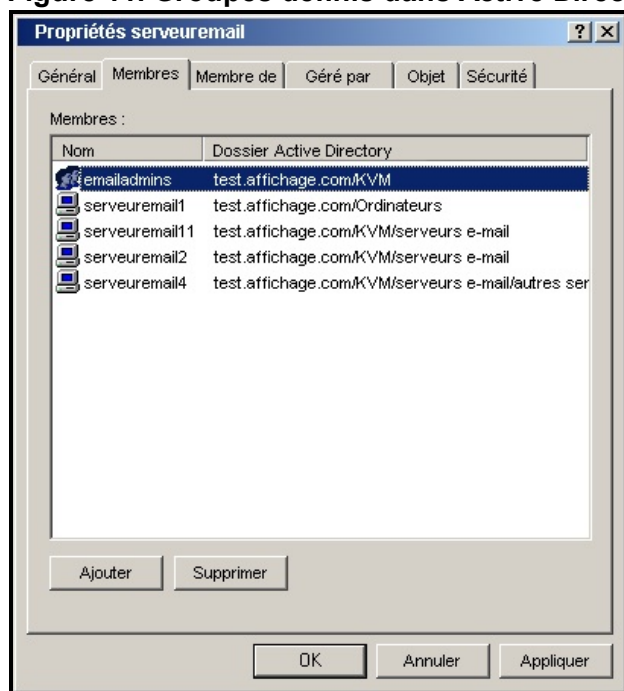 Propriétés serveuremail
Général Membres Membre de Géré par Objet Sécurité
Membres :
Nom Dossier Active Directory
emailadmins test.affichage.com/KVM
serveuremail1 test.affichage.com/Ordinateurs
serveuremail11 test.affichage.com/KVM/serveurs e-mail
serveuremail2 test.affichage.com/KVM/serveurs e-mail
serveuremail4 test.affichage.com/KVM/serveurs e-mail/autres ser
Ajouter Supprimer
OK Annuler Appliquer